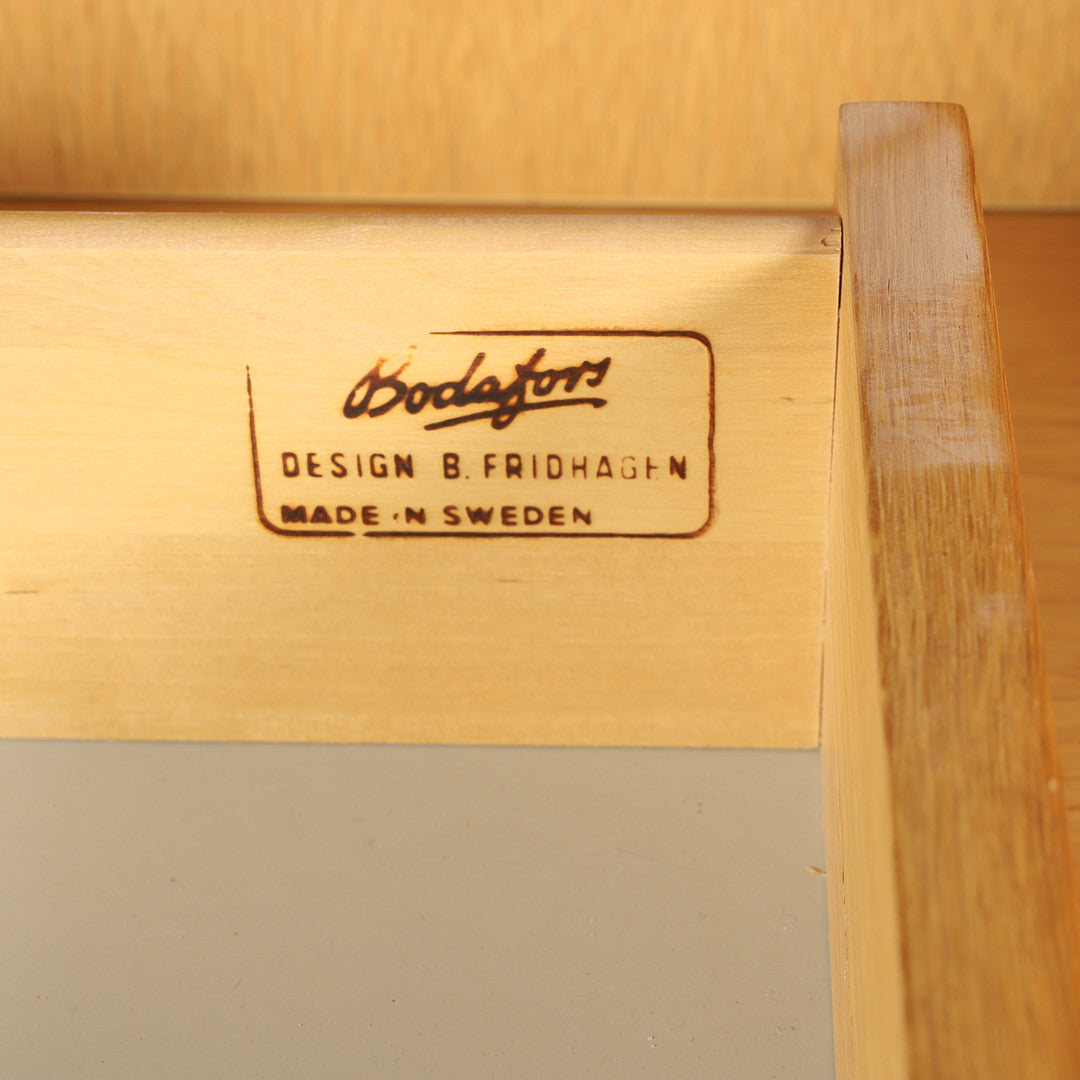 Bodafors
DESIGN B. FRIDHAGEN
MADE IN SWEDEN